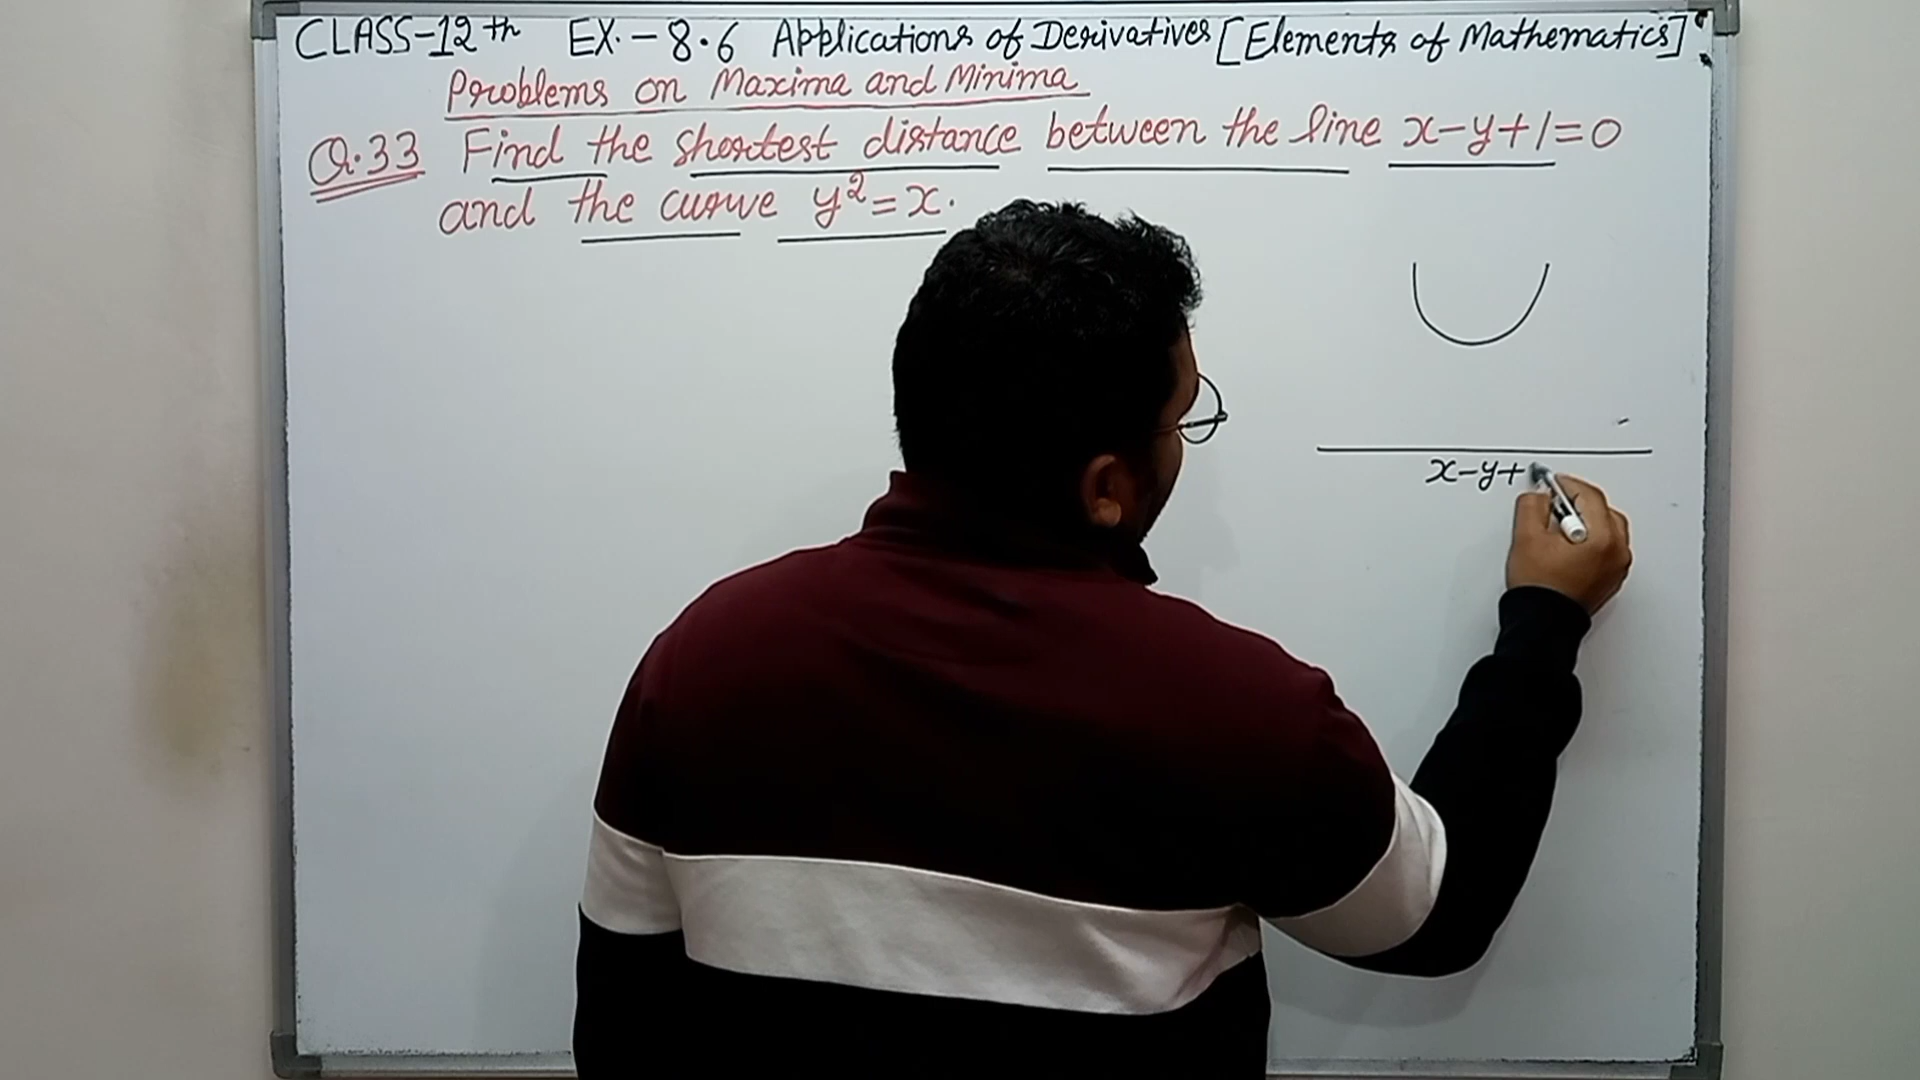 CLASS-12th EX.-8.6 Applications of Derivatives [Elements of Mathematics]
Problems on Maxima and Minima
Q.33 Find the shortest distance between the line x-y+1=0
and the curve y²=x.
x-y+